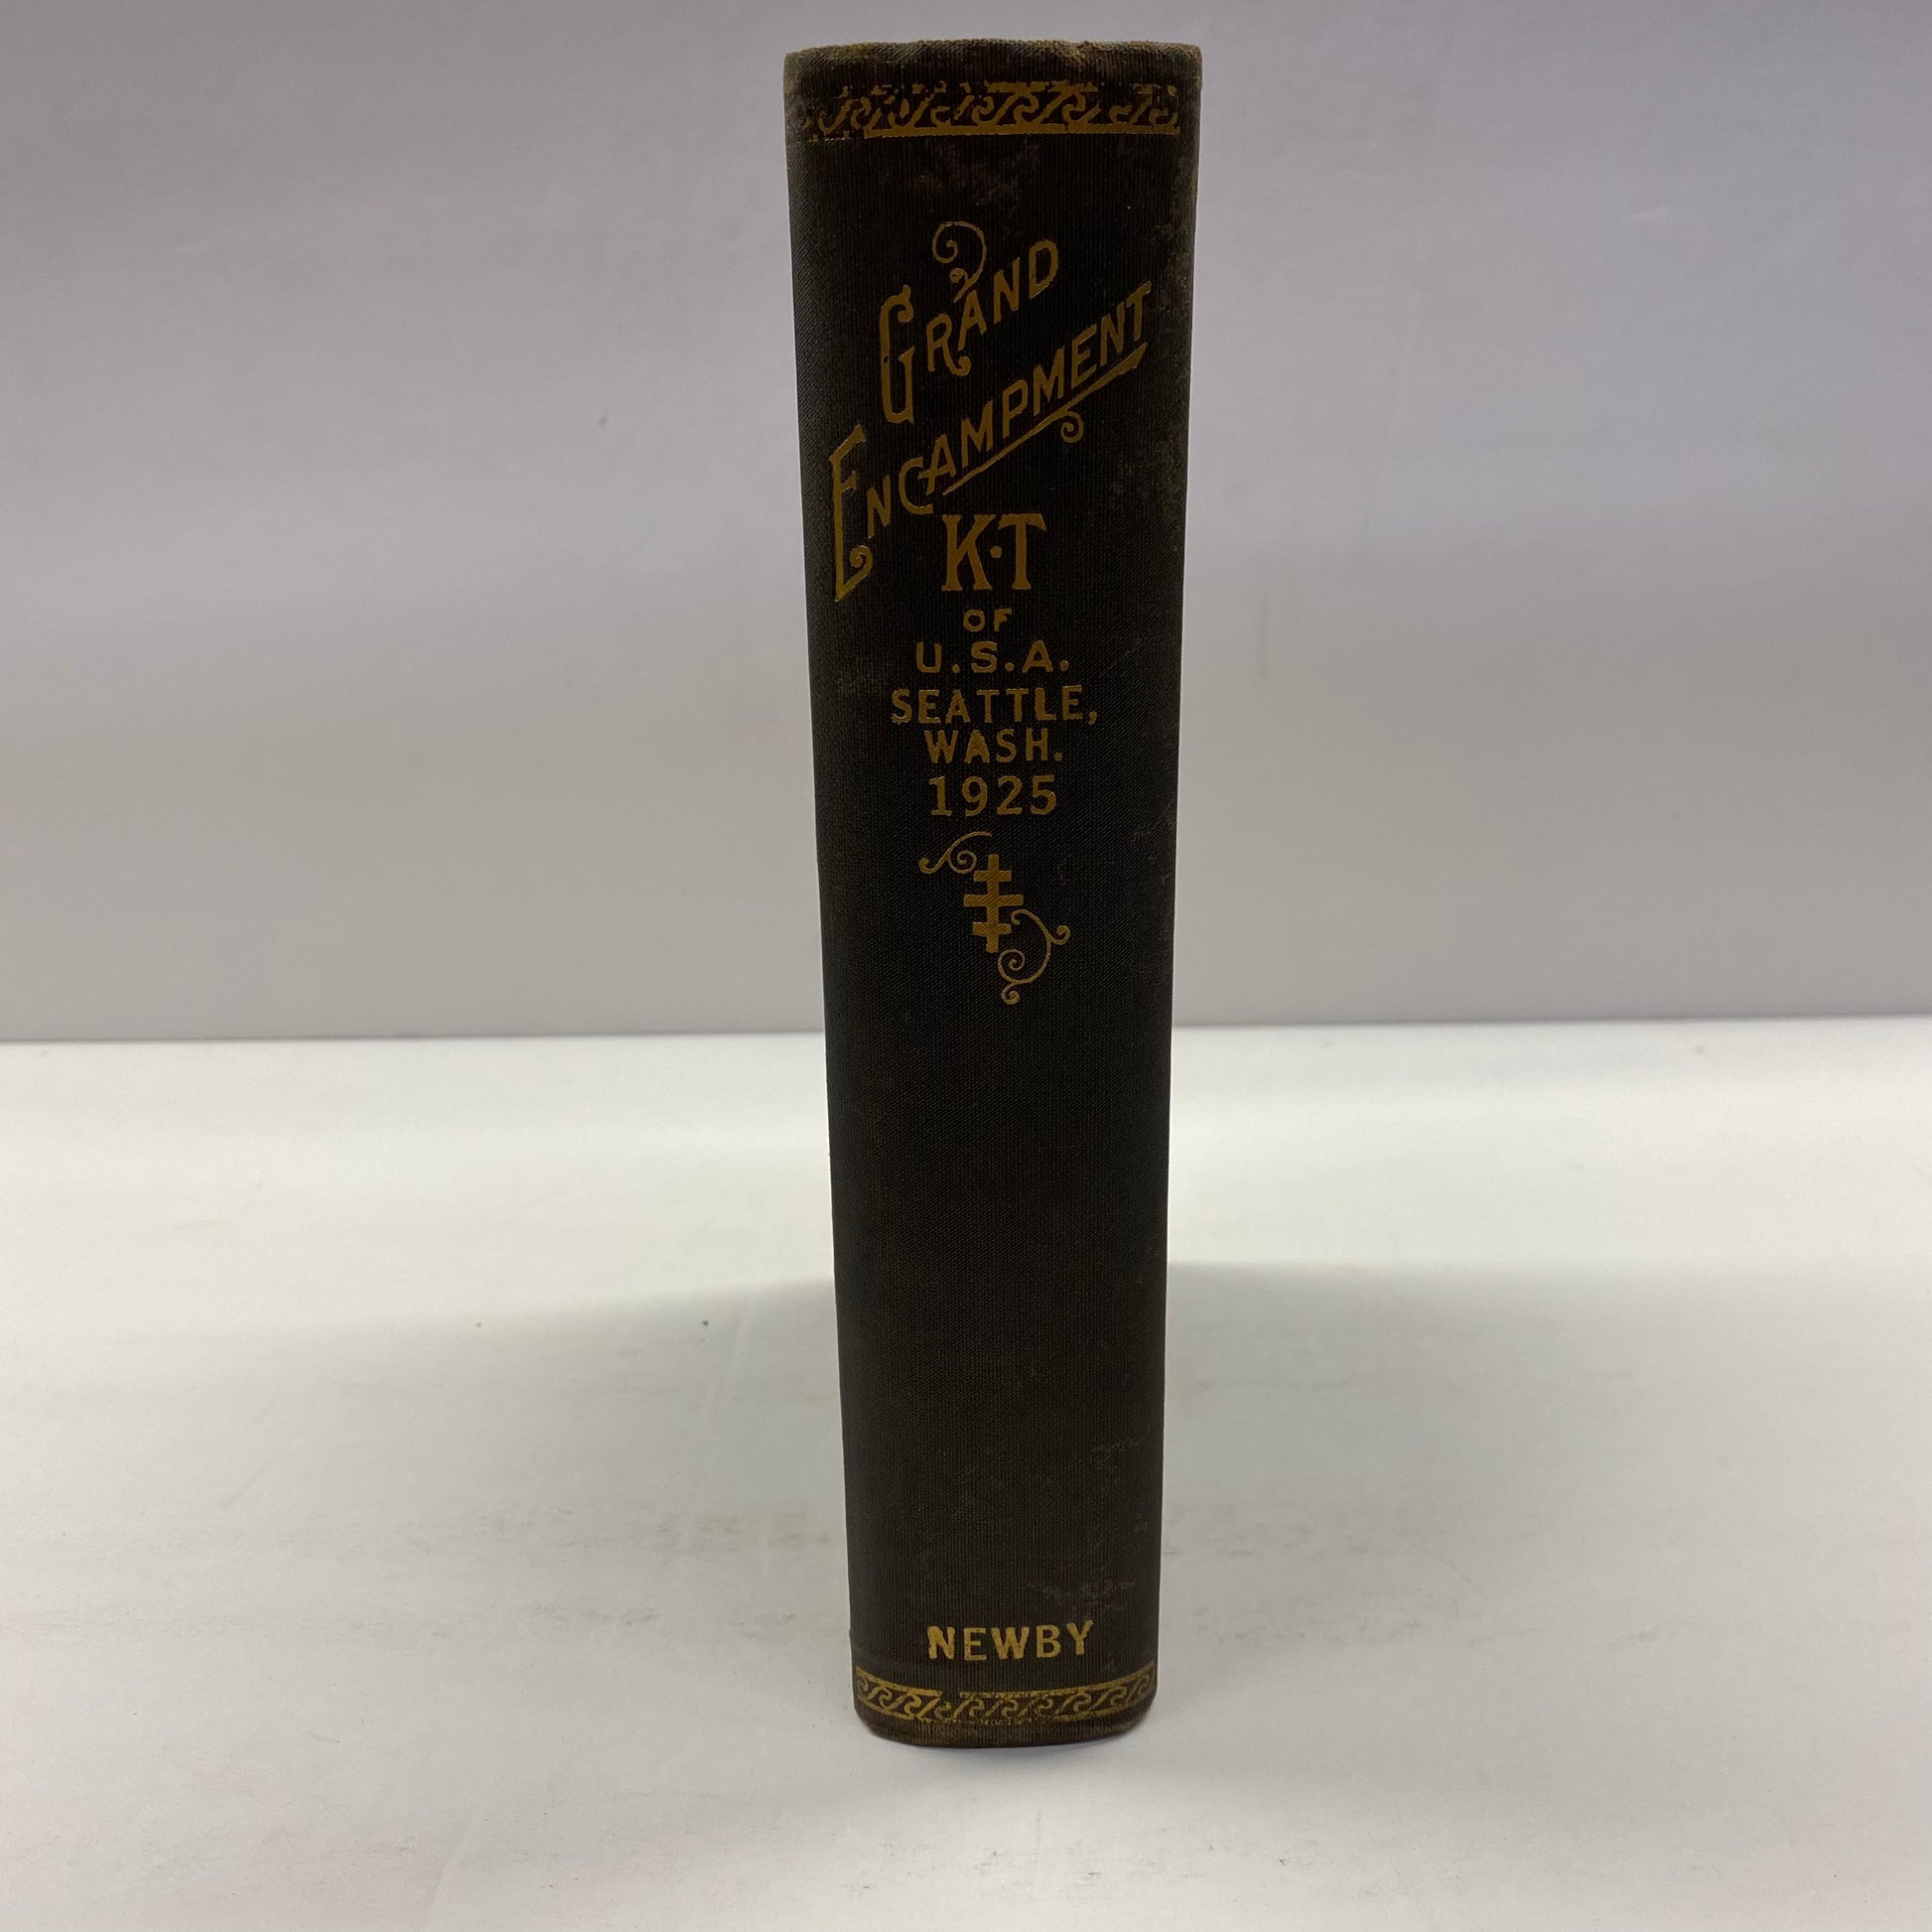 GRAND
ENCAMPMENT
K·T
OF
U.S.A.
SEATTLE,
WASH.
1925
NEWBY